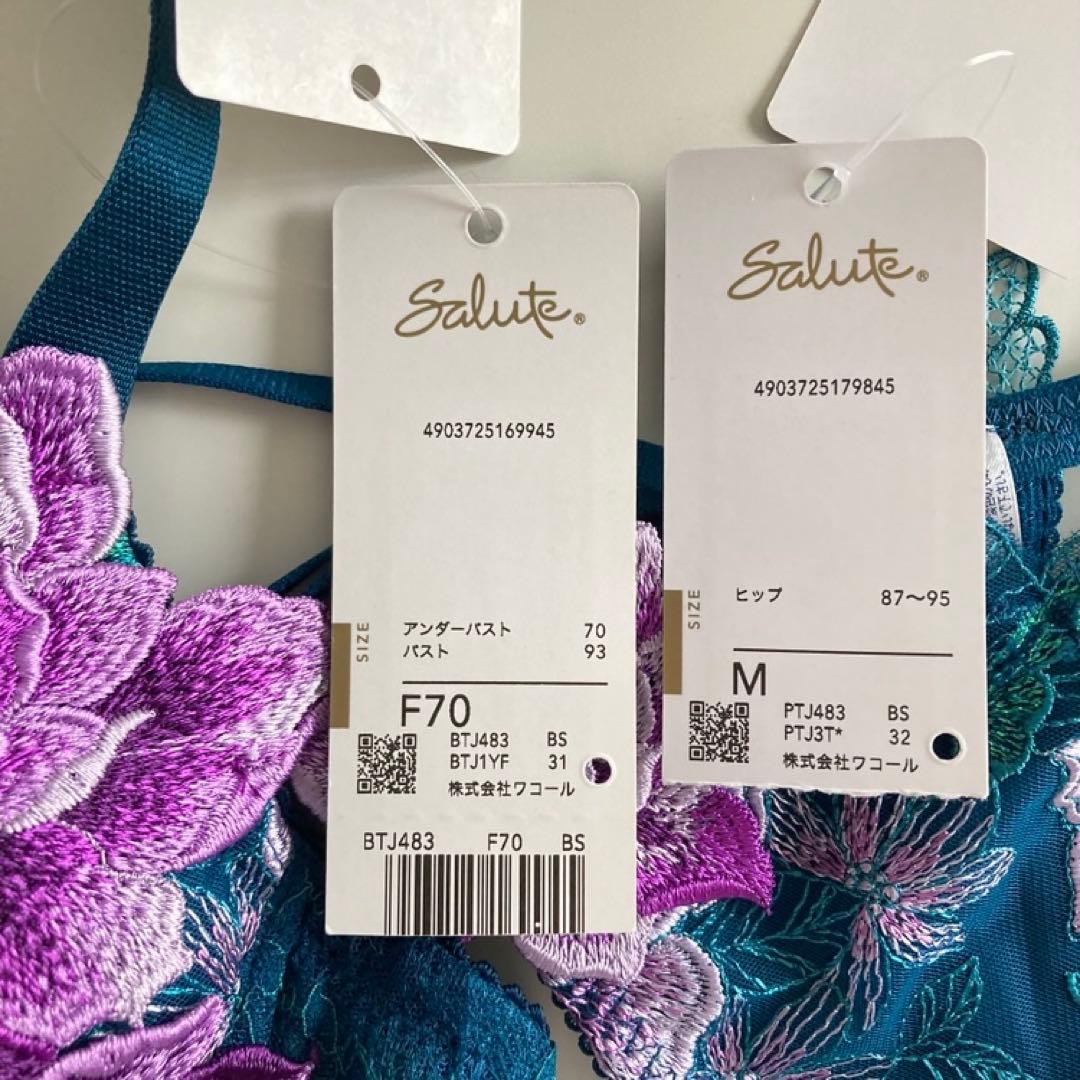 Salute®
4903725169945
SIZE
アンダーバスト 70
バスト 93
F70
BTJ483 BS
BTJ1YF 31
株式会社ワコール
BTJ483 F70 BS
Salute®
4903725179845
SIZE
ヒップ 87〜95
M
PTJ483 BS
PTJ3T* 32
株式会社ワコール